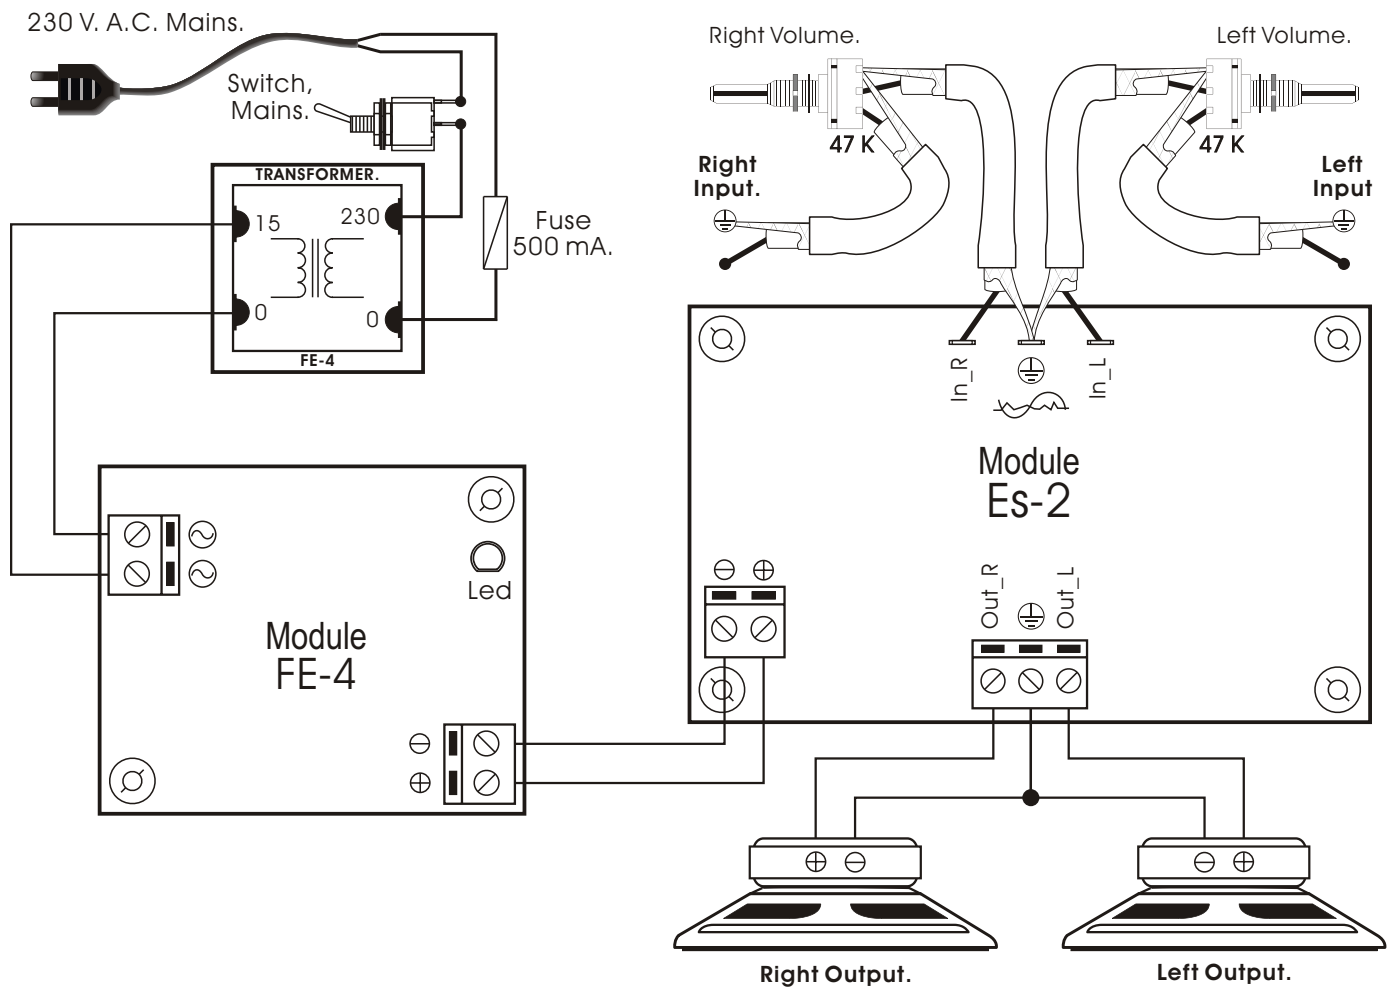 230 V. A.C. Mains.
Switch,
Mains.
TRANSFORMER.
15
230
0
0
FE-4
Fuse
500 mA.
Right Volume.
Left Volume.
47 K
47 K
Right
Input.
Left
Input
In_R
In_L
Module
Es-2
Out_R
Out_L
Led
Module
FE-4
Right Output.
Left Output.